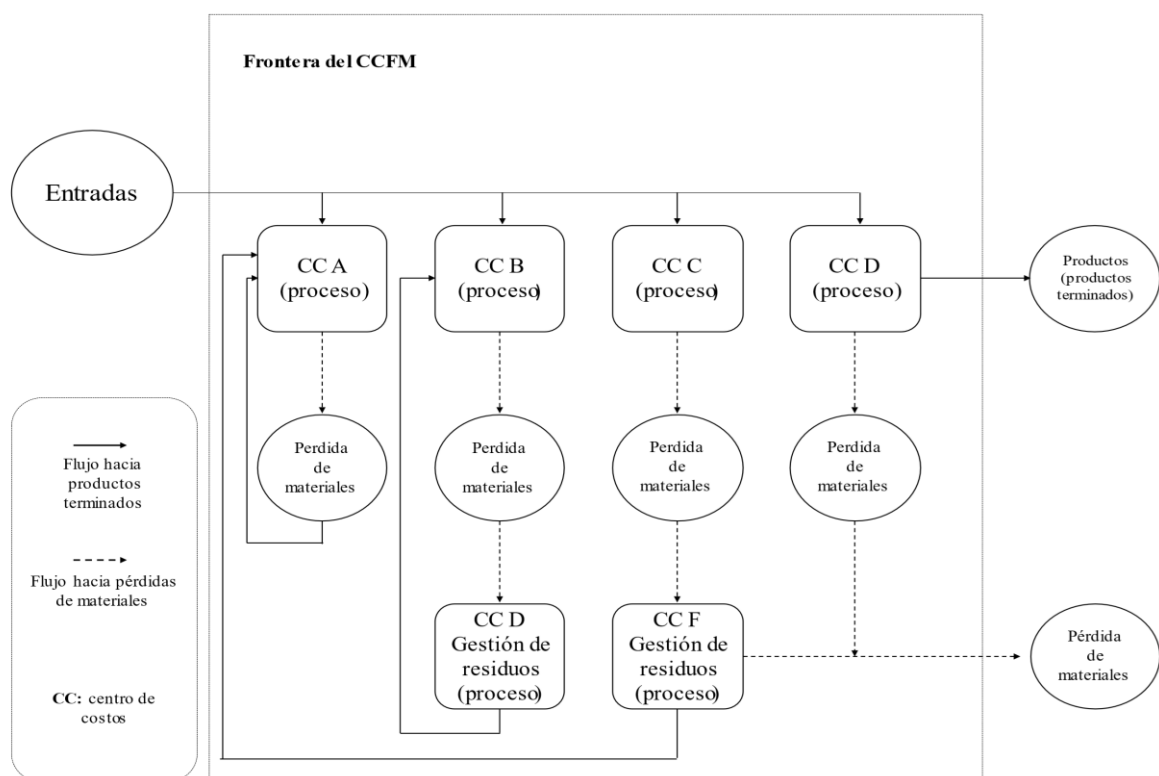 Frontera del CCFM
Entradas
CC A
(proceso)
CC B
(proceso)
CC C
(proceso)
CC D
(proceso)
Productos
(productos
terminados)
Flujo hacia
productos
terminados
Flujo hacia pérdidas
de materiales
CC: centro de
costos
Perdida
de
materiales
Perdida
de
materiales
Perdida
de
materiales
Perdida
de
materiales
CC D
Gestión de
residuos
(proceso)
CC F
Gestión de
residuos
(proceso)
Pérdida
de
materiales